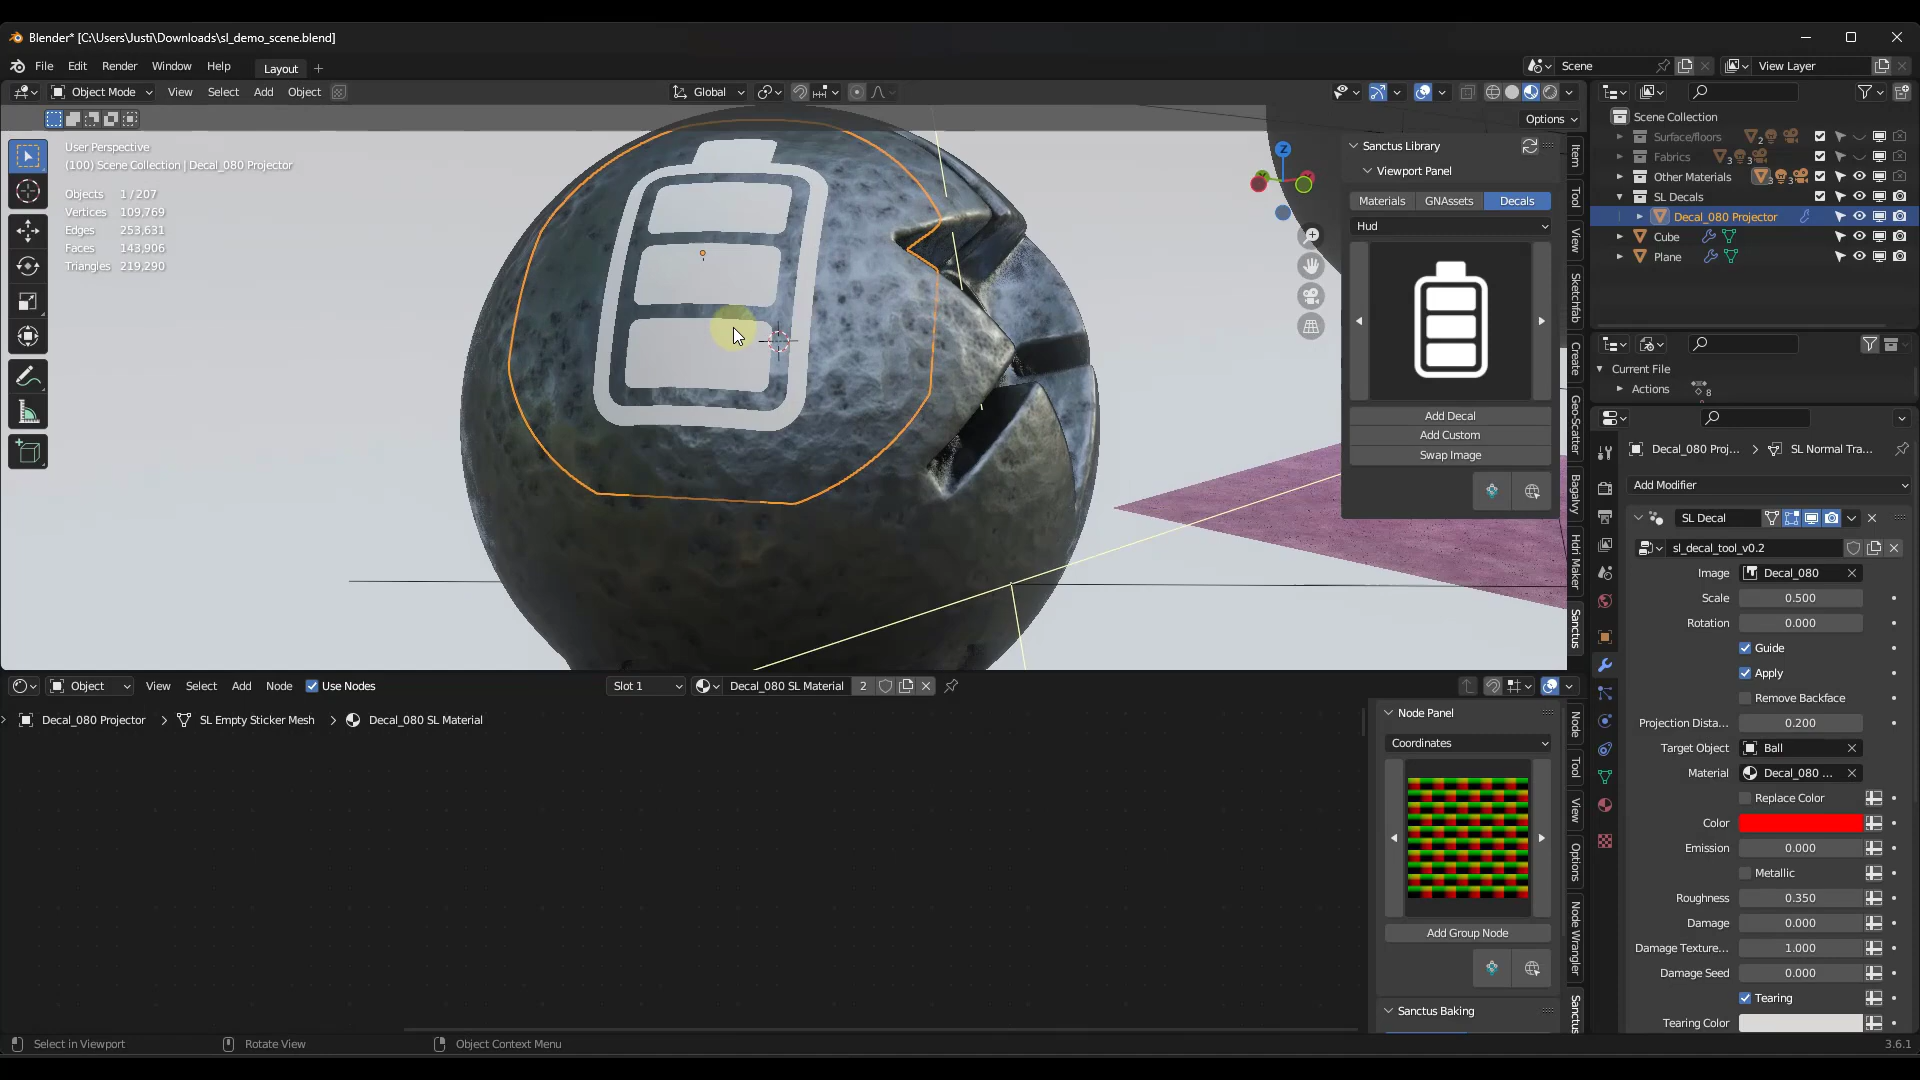 Blender* [C:\Users\Justi\Downloads\sl_demo_scene.blend]
File Edit Render Window Help Layout +
Scene
View Layer
Object Mode View Select Add Object
Global
Options
User Perspective
(100) Scene Collection | Decal_080 Projector
Objects 1 / 207
Vertices 109,769
Edges 253,631
Faces 143,906
Triangles 219,290
Z
Sanctus Library
Viewport Panel
Materials GNAssets Decals
Hud
Add Decal
Add Custom
Swap Image
Item
Tool
View
Sketchfab
Create
Geo-Scatter
Bagalvy
Hdri Maker
Sanctus
Scene Collection
Surface/floors 2
Fabrics 3 3
Other Materials 3 3
SL Decals
Decal_080 Projector
Cube
Plane
Current File
Actions 8
Decal_080 Proj... > SL Normal Tra...
Add Modifier
SL Decal
sl_decal_tool_v0.2
Image Decal_080
Scale 0.500
Rotation 0.000
Guide
Apply
Remove Backface
Projection Dista... 0.200
Target Object Ball
Material Decal_080 ...
Replace Color
Color
Emission 0.000
Metallic
Roughness 0.350
Damage 0.000
Damage Texture... 1.000
Damage Seed 0.000
Tearing
Tearing Color
Object View Select Add Node Use Nodes
Slot 1
Decal_080 SL Material 2
Decal_080 Projector > SL Empty Sticker Mesh > Decal_080 SL Material
Node Panel
Coordinates
Add Group Node
Sanctus Baking
Node
Tool
View
Options
Node Wrangler
Sanctus
Select in Viewport
Rotate View
Object Context Menu
3.6.1